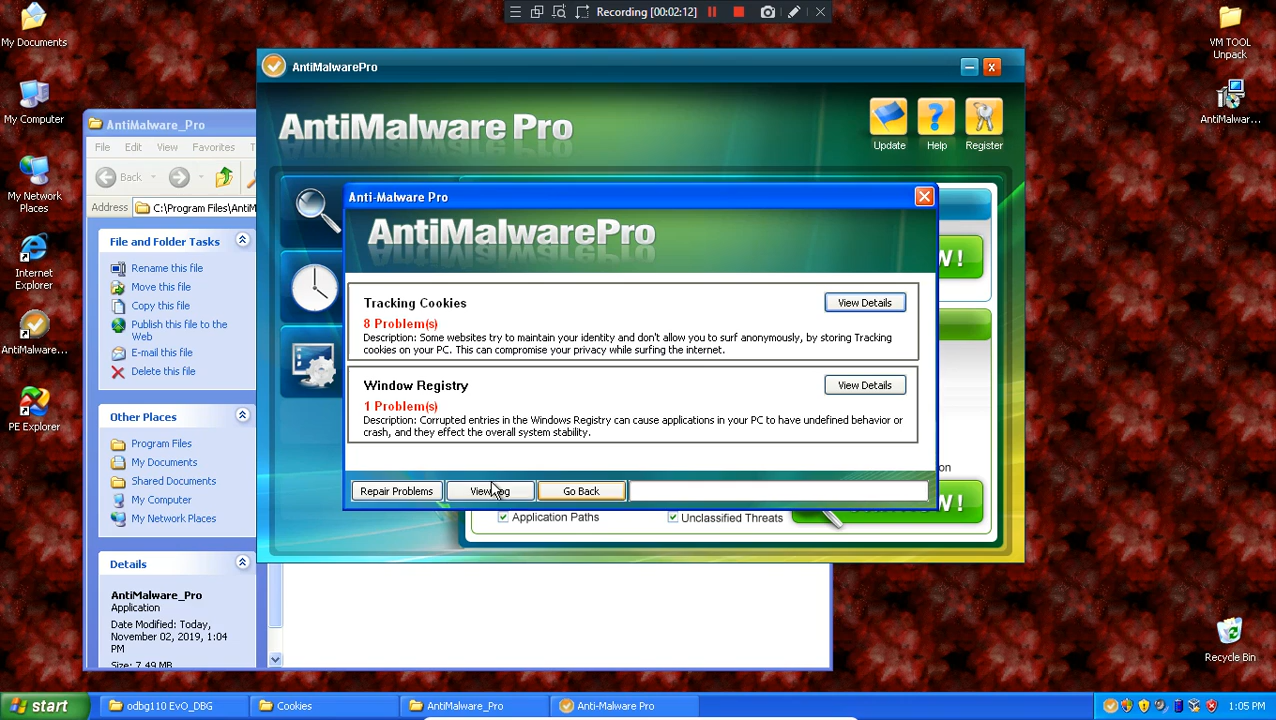 Recording [00:02:12]
My Documents
My Computer
My Network
Places
Internet
Explorer
AntiMalware...
PE Explorer
VM TOOL
Unpack
AntiMalwar...
Recycle Bin
AntiMalware_Pro
File Edit View Favorites
Back
Address C:\Program Files\AntiM
File and Folder Tasks
Rename this file
Move this file
Copy this file
Publish this file to the
Web
E-mail this file
Delete this file
Other Places
Program Files
My Documents
Shared Documents
My Computer
My Network Places
Details
AntiMalware_Pro
Application
Date Modified: Today,
November 02, 2019, 1:04
PM
Size: 7.49 MB
AntiMalwarePro
AntiMalware Pro
Update Help Register
Anti-Malware Pro
AntiMalwarePro
Tracking Cookies
View Details
8 Problem(s)
Description: Some websites try to maintain your identity and don't allow you to surf anonymously, by storing Tracking
cookies on your PC. This can compromise your privacy while surfing the internet.
Window Registry
View Details
1 Problem(s)
Description: Corrupted entries in the Windows Registry can cause applications in your PC to have undefined behavior or
crash, and they effect the overall system stability.
Repair Problems View Log Go Back
Application Paths Unclassified Threats
start odbg110 EvO_DBG Cookies AntiMalware_Pro Anti-Malware Pro 1:05 PM